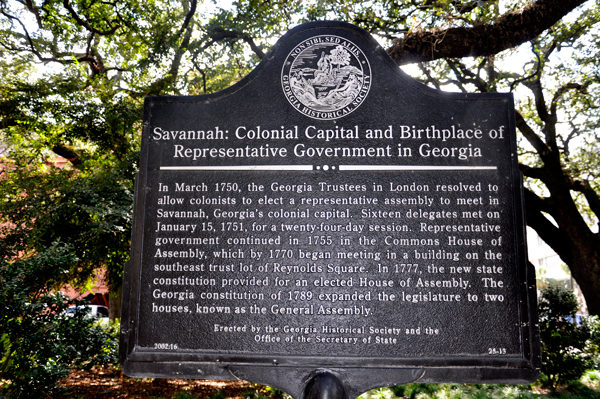 NON SIBI, SED ALIIS
GEORGIA HISTORICAL SOCIETY
Savannah: Colonial Capital and Birthplace of
Representative Government in Georgia
In March 1750, the Georgia Trustees in London resolved to
allow colonists to elect a representative assembly to meet in
Savannah, Georgia's colonial capital. Sixteen delegates met on
January 15, 1751, for a twenty-four-day session. Representative
government continued in 1755 in the Commons House of
Assembly, which by 1770 began meeting in a building on the
southeast trust lot of Reynolds Square. In 1777, the new state
constitution provided for an elected House of Assembly. The
Georgia constitution of 1789 expanded the legislature to two
houses, known as the General Assembly.
Erected by the Georgia Historical Society and the
Office of the Secretary of State
2002:16 25-13